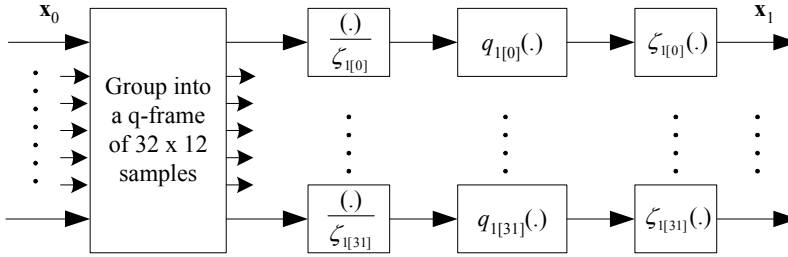 x₀
x₁
Group into
a q-frame
of 32 x 12
samples
(.)
ζ₁[0]
q₁[0](.)
ζ₁[0](.)
(.)
ζ₁[31]
q₁[31](.)
ζ₁[31](.)